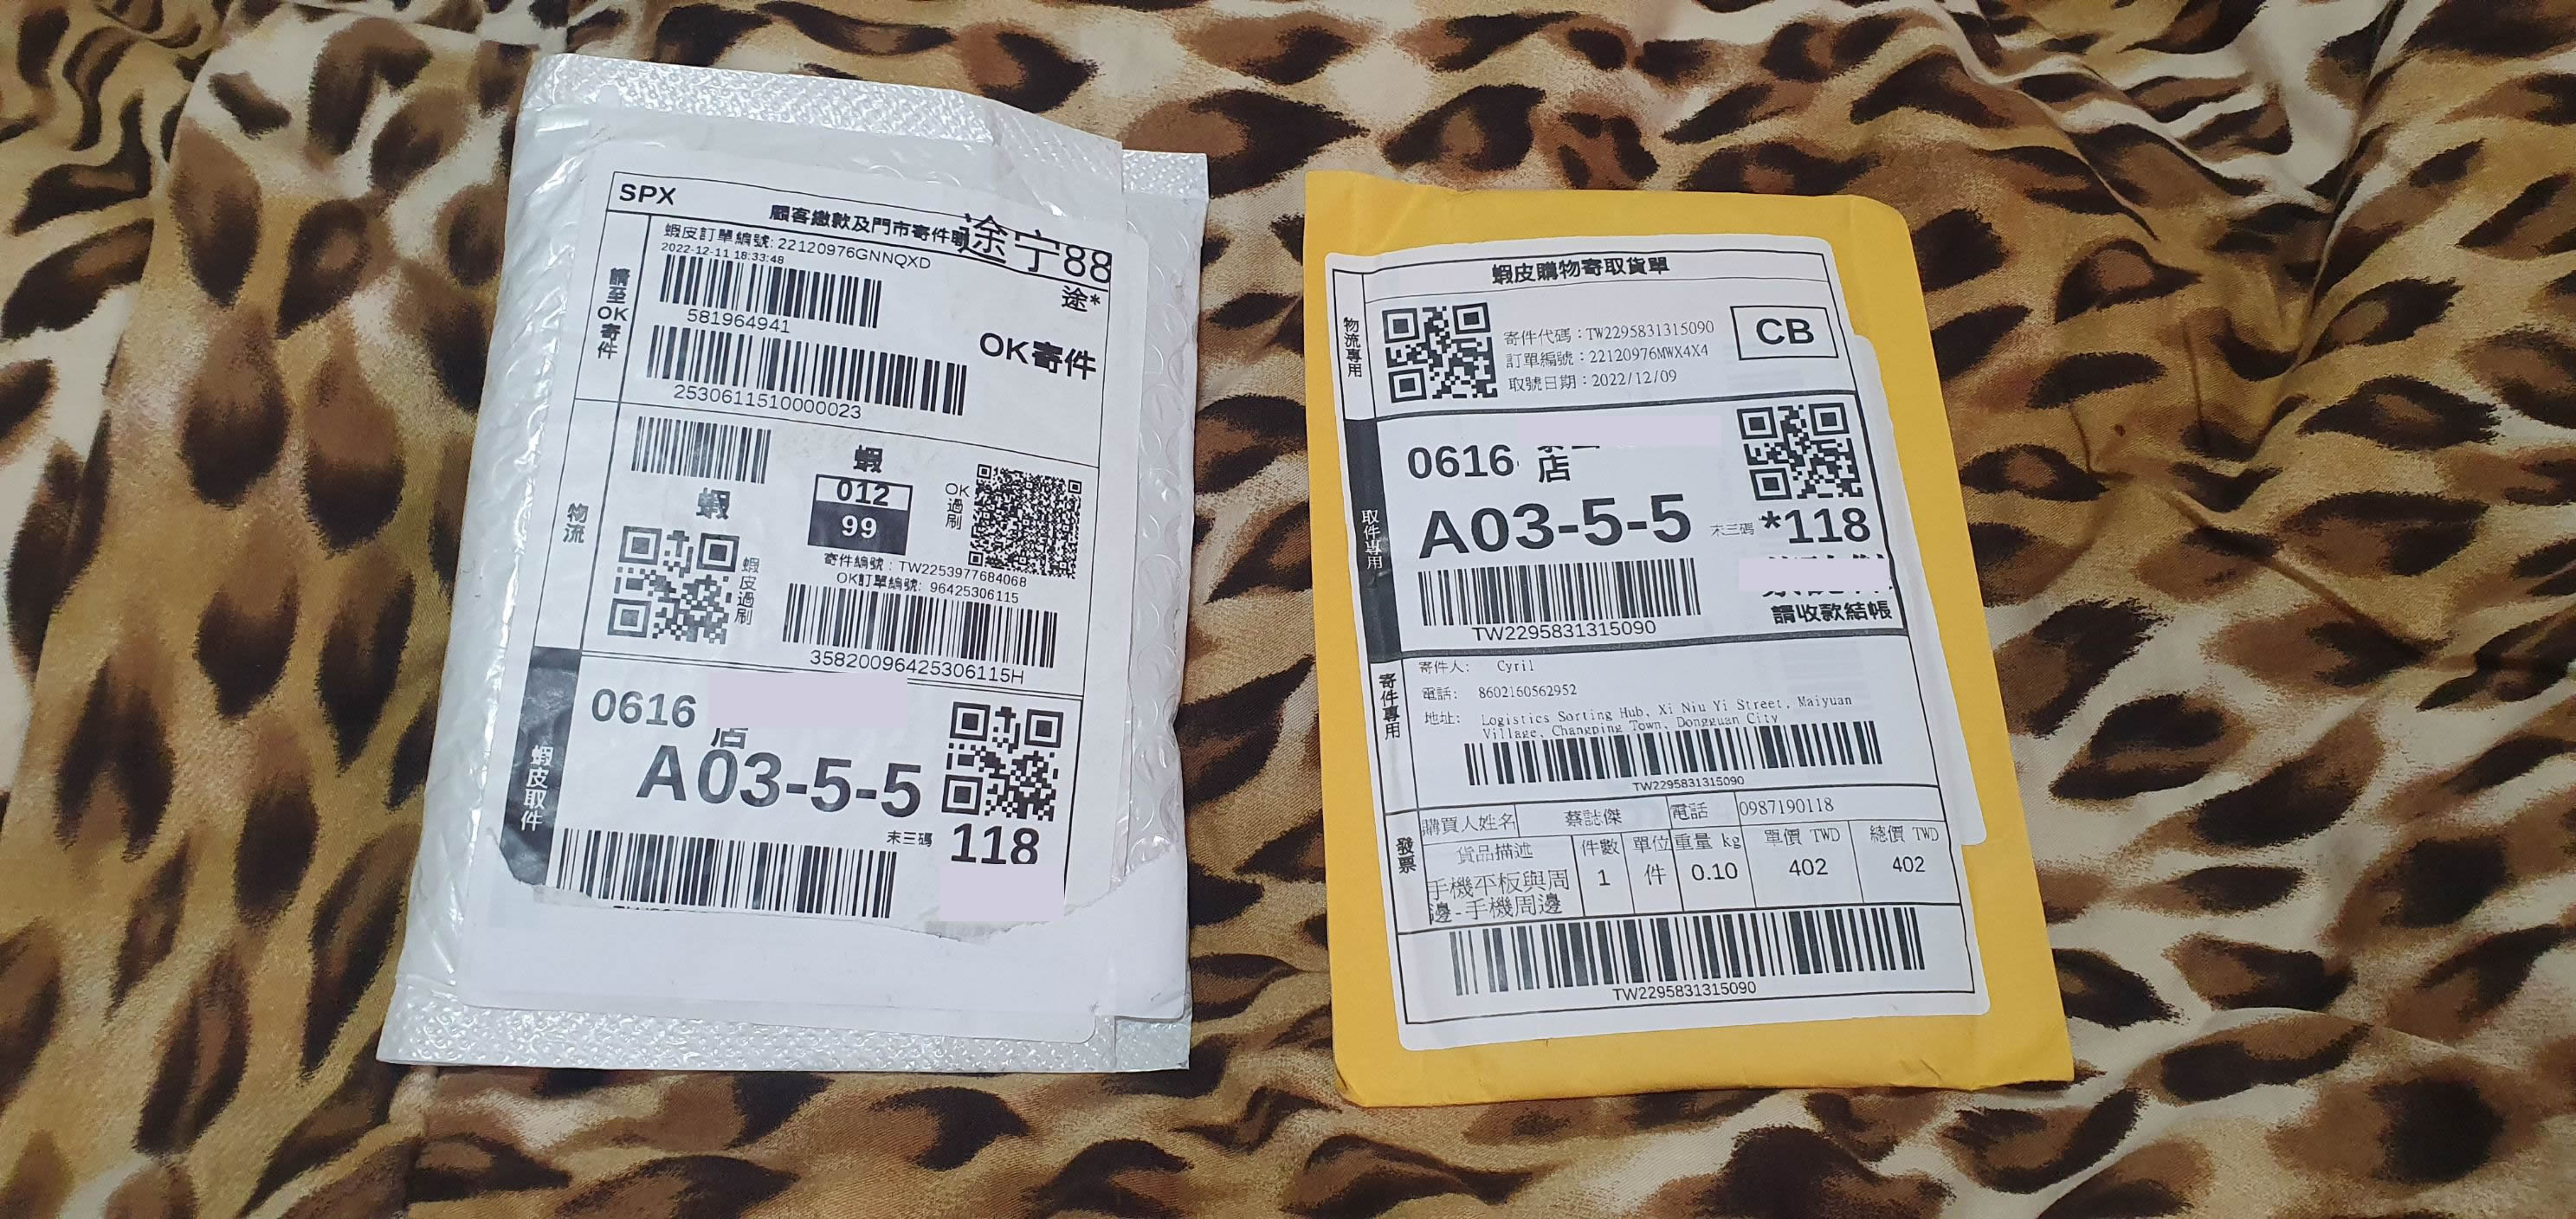 SPX
顧客繳款及門市寄件聯
途宁88
蝦皮訂單編號: 22120976GNNQXD
2022-12-11 18:33:48
途*
請至OK寄件
581964941
OK寄件
2530611510000023
物流
蝦
蝦
012
99
OK過刷
蝦皮過刷
寄件編號：TW2253977684068
OK訂單編號: 96425306115
35820096425306115H
蝦皮取件
0616
店
A03-5-5
末三碼
118
蝦皮購物寄取貨單
物流專用
寄件代碼：TW2295831315090
訂單編號：22120976MWX4X4
取號日期：2022/12/09
CB
取件專用
0616
店
A03-5-5
末三碼 *118
TW2295831315090
請收款結帳
寄件專用
寄件人: Cyril
電話: 8602160562952
地址: Logistics Sorting Hub, Xi Niu Yi Street, Maiyuan
Village, Changping Town, Dongguan City
TW2295831315090
發票
購買人姓名 蔡誌傑 電話 0987190118
貨品描述 件數 單位 重量 kg 單價 TWD 總價 TWD
手機平板與周
邊-手機周邊
1 件 0.10 402 402
TW2295831315090